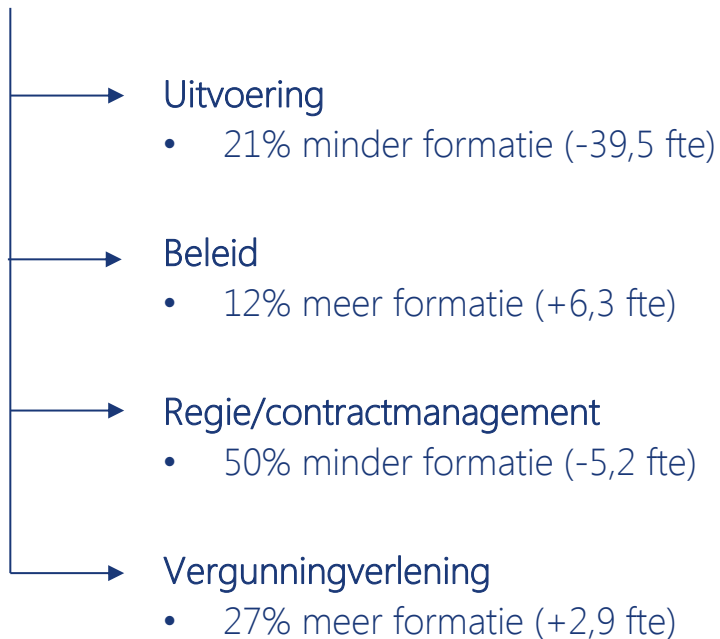 Uitvoering
• 21% minder formatie (-39,5 fte)
Beleid
• 12% meer formatie (+6,3 fte)
Regie/contractmanagement
• 50% minder formatie (-5,2 fte)
Vergunningverlening
• 27% meer formatie (+2,9 fte)